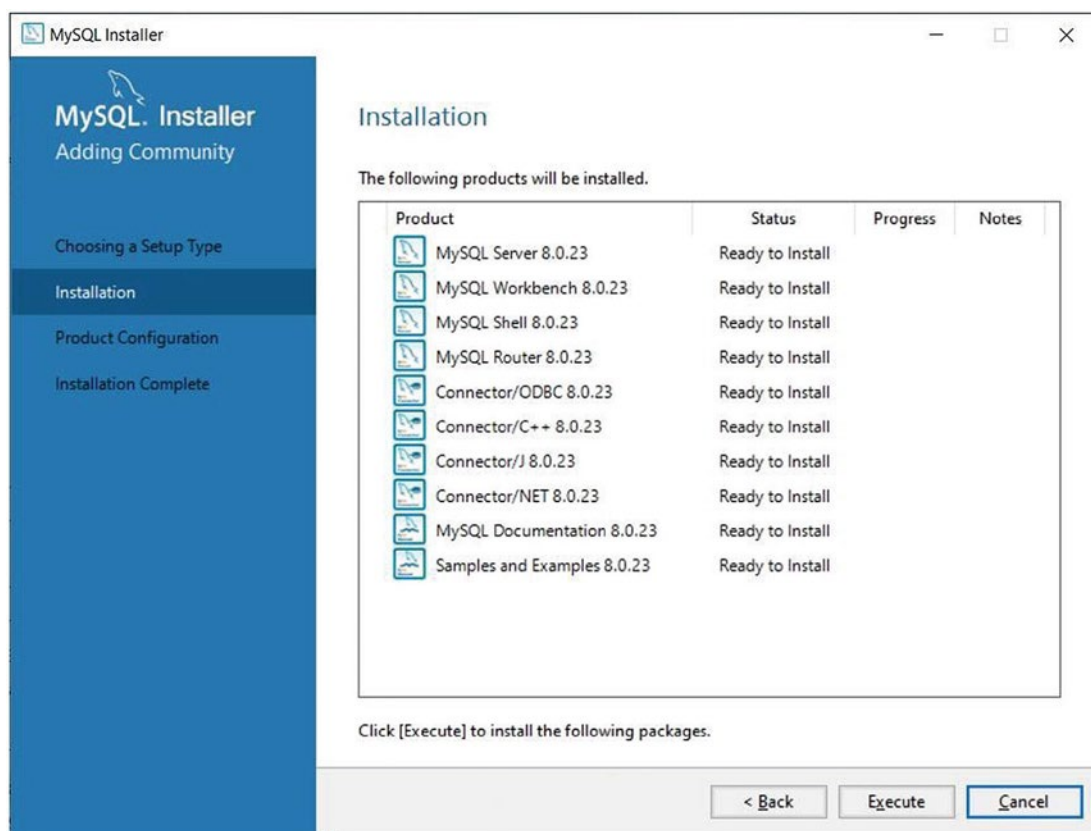 MySQL Installer
MySQL. Installer
Adding Community
Choosing a Setup Type
Installation
Product Configuration
Installation Complete
Installation
The following products will be installed.
Product Status Progress Notes
MySQL Server 8.0.23 Ready to Install
MySQL Workbench 8.0.23 Ready to Install
MySQL Shell 8.0.23 Ready to Install
MySQL Router 8.0.23 Ready to Install
Connector/ODBC 8.0.23 Ready to Install
Connector/C++ 8.0.23 Ready to Install
Connector/J 8.0.23 Ready to Install
Connector/NET 8.0.23 Ready to Install
MySQL Documentation 8.0.23 Ready to Install
Samples and Examples 8.0.23 Ready to Install
Click [Execute] to install the following packages.
< Back Execute Cancel